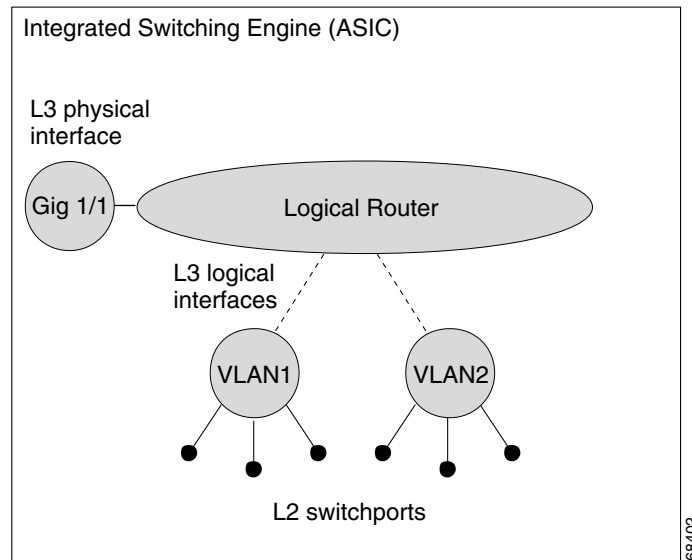 Integrated Switching Engine (ASIC)
L3 physical
interface
Gig 1/1
Logical Router
L3 logical
interfaces
VLAN1
VLAN2
L2 switchports
68402